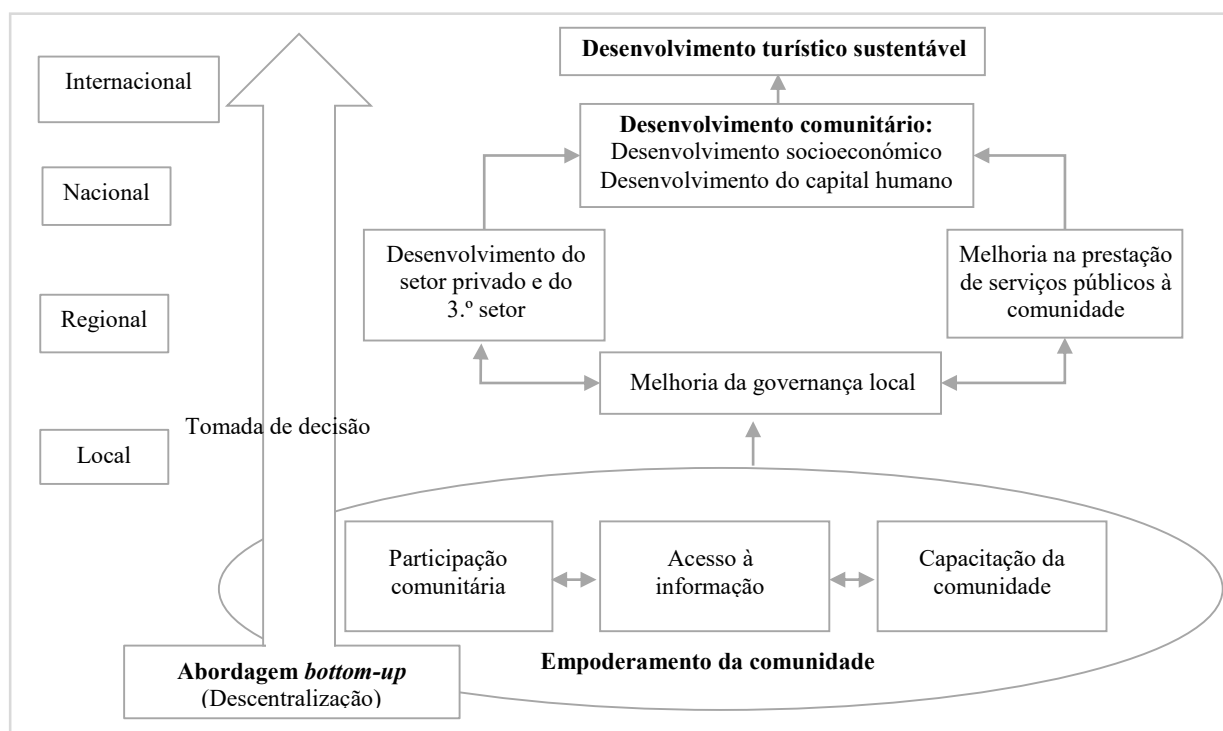 Desenvolvimento turístico sustentável
Internacional
Desenvolvimento comunitário:
Desenvolvimento socioeconómico
Desenvolvimento do capital humano
Nacional
Desenvolvimento do
setor privado e do
3.º setor
Melhoria na prestação
de serviços públicos à
comunidade
Regional
Melhoria da governança local
Tomada de decisão
Local
Participação
comunitária
Acesso à
informação
Capacitação da
comunidade
Empoderamento da comunidade
Abordagem bottom-up
(Descentralização)